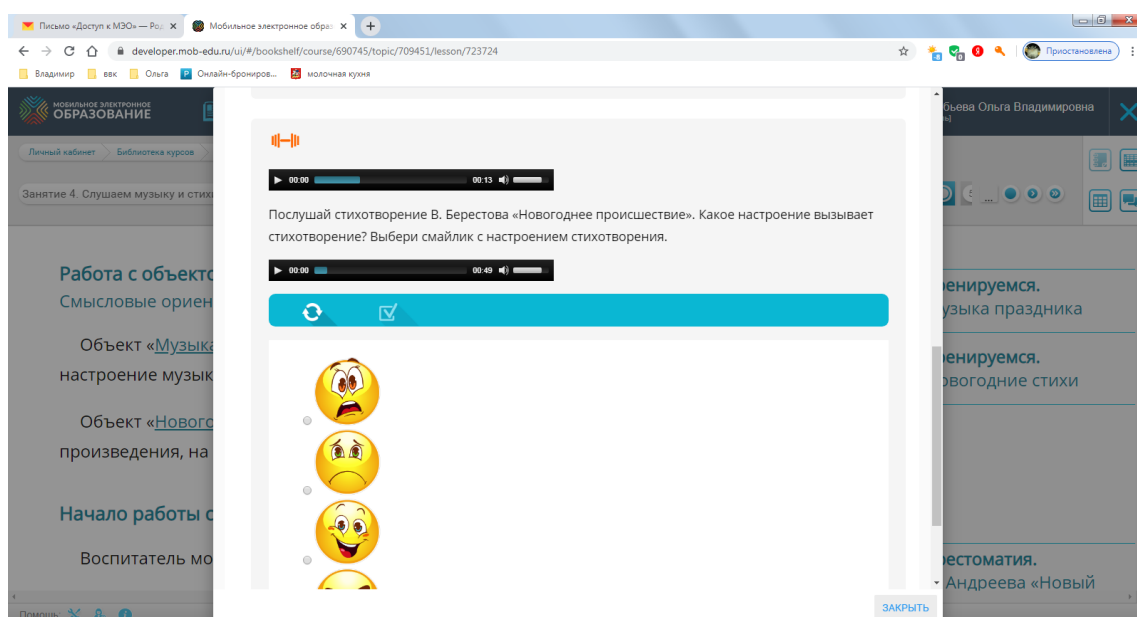 Письмо «Доступ к МЭО» — Род
Мобильное электронное образ
developer.mob-edu.ru/ui/#/bookshelf/course/690745/topic/709451/lesson/723724
Приостановлена
Владимир
ввк
Ольга
Онлайн-брониров...
молочная кухня
МОБИЛЬНОЕ ЭЛЕКТРОННОЕ
ОБРАЗОВАНИЕ
бьева Ольга Владимировна
Личный кабинет
Библиотека курсов
Занятие 4. Слушаем музыку и стих
00:00
00:13
Послушай стихотворение В. Берестова «Новогоднее происшествие». Какое настроение вызывает
стихотворение? Выбери смайлик с настроением стихотворения.
00:00
00:49
Работа с объекто
Смысловые ориен
Объект «Музыка
настроение музык
Объект «Новогo
произведения, на
Начало работы с
Воспитатель мо
ренируемся.
узыка праздника
ренируемся.
овогодние стихи
рестоматия.
Андреева «Новый
ЗАКРЫТЬ
Помощь: